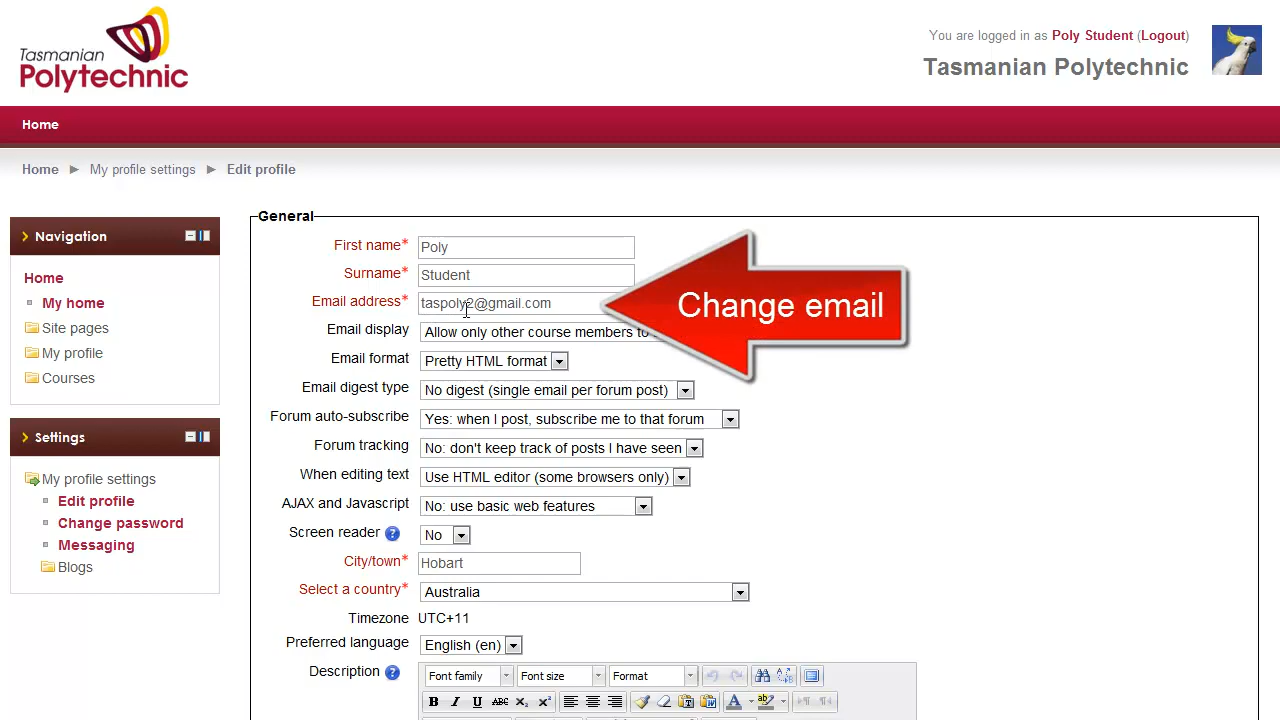 Tasmanian
Polytechnic
You are logged in as Poly Student (Logout)
Tasmanian Polytechnic
Home
Home ► My profile settings ► Edit profile
Navigation
Home
My home
Site pages
My profile
Courses
Settings
My profile settings
Edit profile
Change password
Messaging
Blogs
General
First name* Poly
Surname* Student
Email address* taspoly2@gmail.com
Change email
Email display Allow only other course members to
Email format Pretty HTML format
Email digest type No digest (single email per forum post)
Forum auto-subscribe Yes: when I post, subscribe me to that forum
Forum tracking No: don't keep track of posts I have seen
When editing text Use HTML editor (some browsers only)
AJAX and Javascript No: use basic web features
Screen reader ? No
City/town* Hobart
Select a country* Australia
Timezone UTC+11
Preferred language English (en)
Description ? Font family Font size Format
B I U ABC X₂ X² A ab